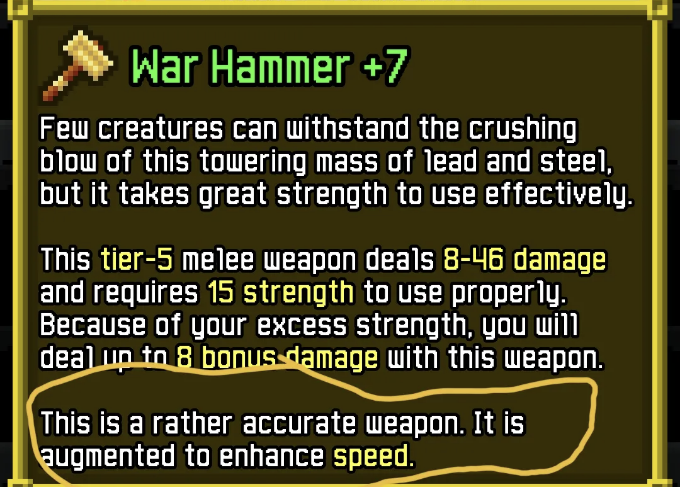 War Hammer +7
Few creatures can withstand the crushing
blow of this towering mass of lead and steel,
but it takes great strength to use effectively.
This tier-5 melee weapon deals 8-46 damage
and requires 15 strength to use properly.
Because of your excess strength, you will
deal up to 8 bonus damage with this weapon.
This is a rather accurate weapon. It is
augmented to enhance speed.